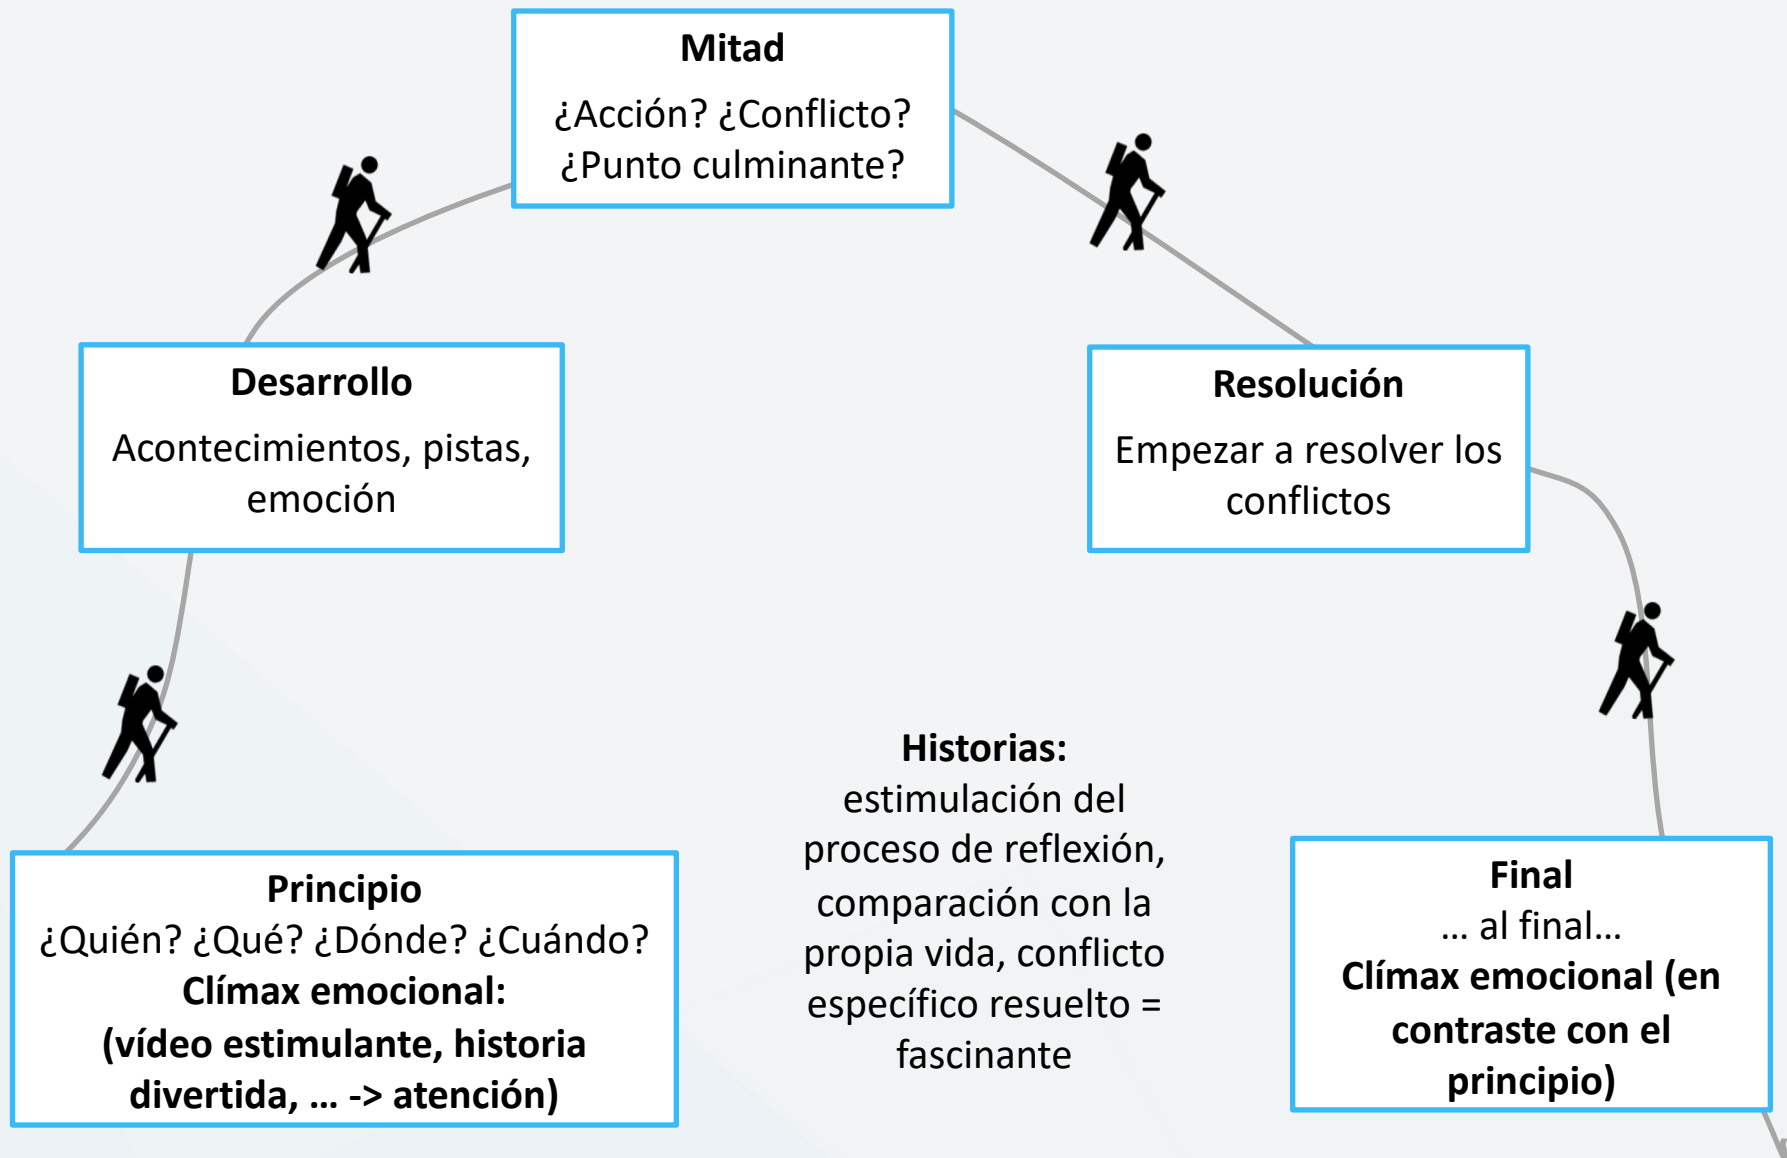 Mitad
¿Acción? ¿Conflicto?
¿Punto culminante?
Desarrollo
Acontecimientos, pistas,
emoción
Resolución
Empezar a resolver los
conflictos
Principio
¿Quién? ¿Qué? ¿Dónde? ¿Cuándo?
Clímax emocional:
(vídeo estimulante, historia
divertida, … -> atención)
Historias:
estimulación del
proceso de reflexión,
comparación con la
propia vida, conflicto
específico resuelto =
fascinante
Final
… al final…
Clímax emocional (en
contraste con el
principio)